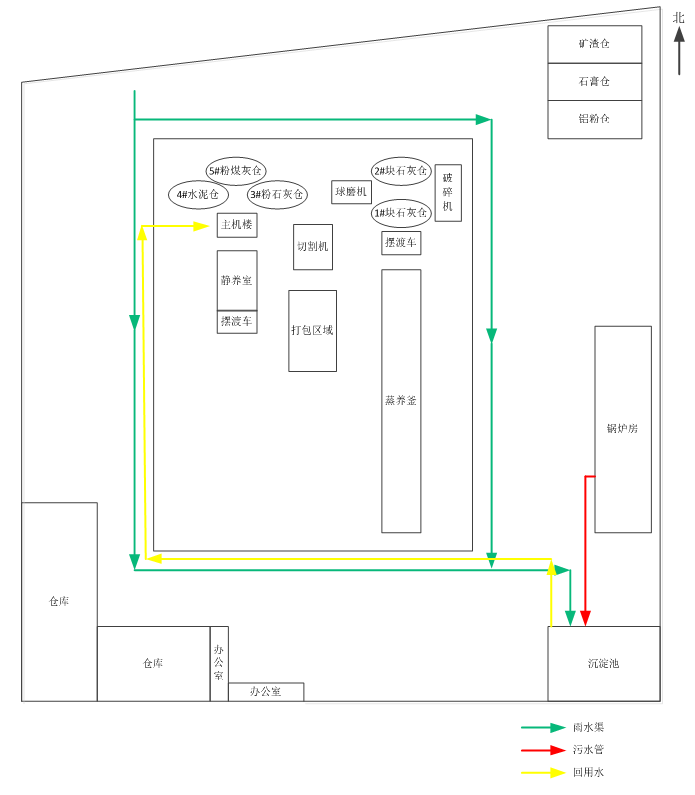 北
矿渣仓
石膏仓
铝粉仓
5#粉煤灰仓
4#水泥仓
3#粉石灰仓
球磨机
2#块石灰仓
破碎机
1#块石灰仓
主机楼
切割机
摆渡车
静养室
摆渡车
打包区域
蒸养釜
锅炉房
仓库
仓库
办公室
办公室
沉淀池
雨水渠
污水管
回用水